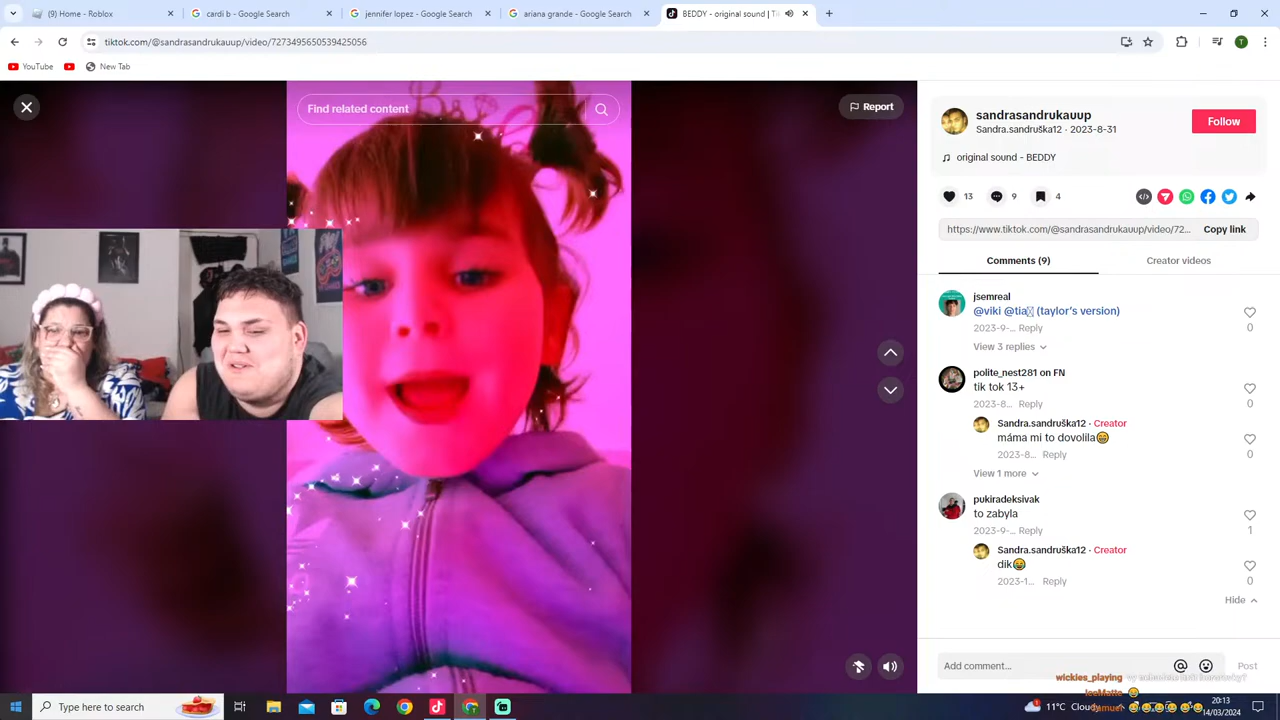 (9) Home - Roblox
cardi b - Google Search
jennifer lopez - Google Search
ariana grande - Google Search
BEDDY - original sound | Ti
tiktok.com/@sandrasandrukauup/video/7273495650539425056
T
YouTube
New Tab
Find related content
Report
sandrasandrukauup
Sandra.sandruška12 · 2023-8-31
Follow
original sound - BEDDY
13
9
4
https://www.tiktok.com/@sandrasandrukauup/video/72...
Copy link
Comments (9)
Creator videos
jsemreal
@viki @tia (taylor's version)
2023-9-... Reply
0
View 3 replies
polite_nest281 on FN
tik tok 13+
2023-8... Reply
0
Sandra.sandruška12 · Creator
máma mi to dovolila😄
2023-8... Reply
0
View 1 more
pukiradeksivak
to zabyla
2023-9-... Reply
1
Sandra.sandruška12 · Creator
dik
2023-1... Reply
0
Hide
Add comment...
Post
wickies_playing
Type here to search
11°C Cloudy
20:13
14/03/2024